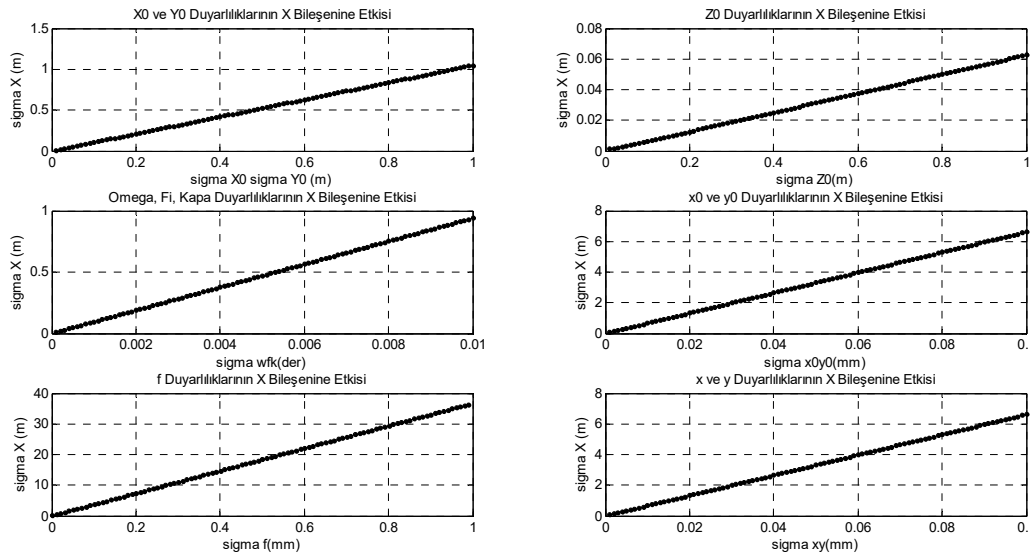 X0 ve Y0 Duyarlılıklarının X Bileşenine Etkisi
1.5
1
0.5
0
sigma X (m)
0 0.2 0.4 0.6 0.8 1
sigma X0 sigma Y0 (m)
Z0 Duyarlılıklarının X Bileşenine Etkisi
0.08
0.06
0.04
0.02
0
sigma X (m)
0 0.2 0.4 0.6 0.8 1
sigma Z0(m)
Omega, Fi, Kapa Duyarlılıklarının X Bileşenine Etkisi
1
0.5
0
sigma X (m)
0 0.002 0.004 0.006 0.008 0.01
sigma wfk(der)
x0 ve y0 Duyarlılıklarının X Bileşenine Etkisi
8
6
4
2
0
sigma X (m)
0 0.02 0.04 0.06 0.08 0.
sigma x0y0(mm)
f Duyarlılıklarının X Bileşenine Etkisi
40
30
20
10
0
sigma X (m)
0 0.2 0.4 0.6 0.8 1
sigma f(mm)
x ve y Duyarlılıklarının X Bileşenine Etkisi
8
6
4
2
0
sigma X (m)
0 0.02 0.04 0.06 0.08 0.
sigma xy(mm)